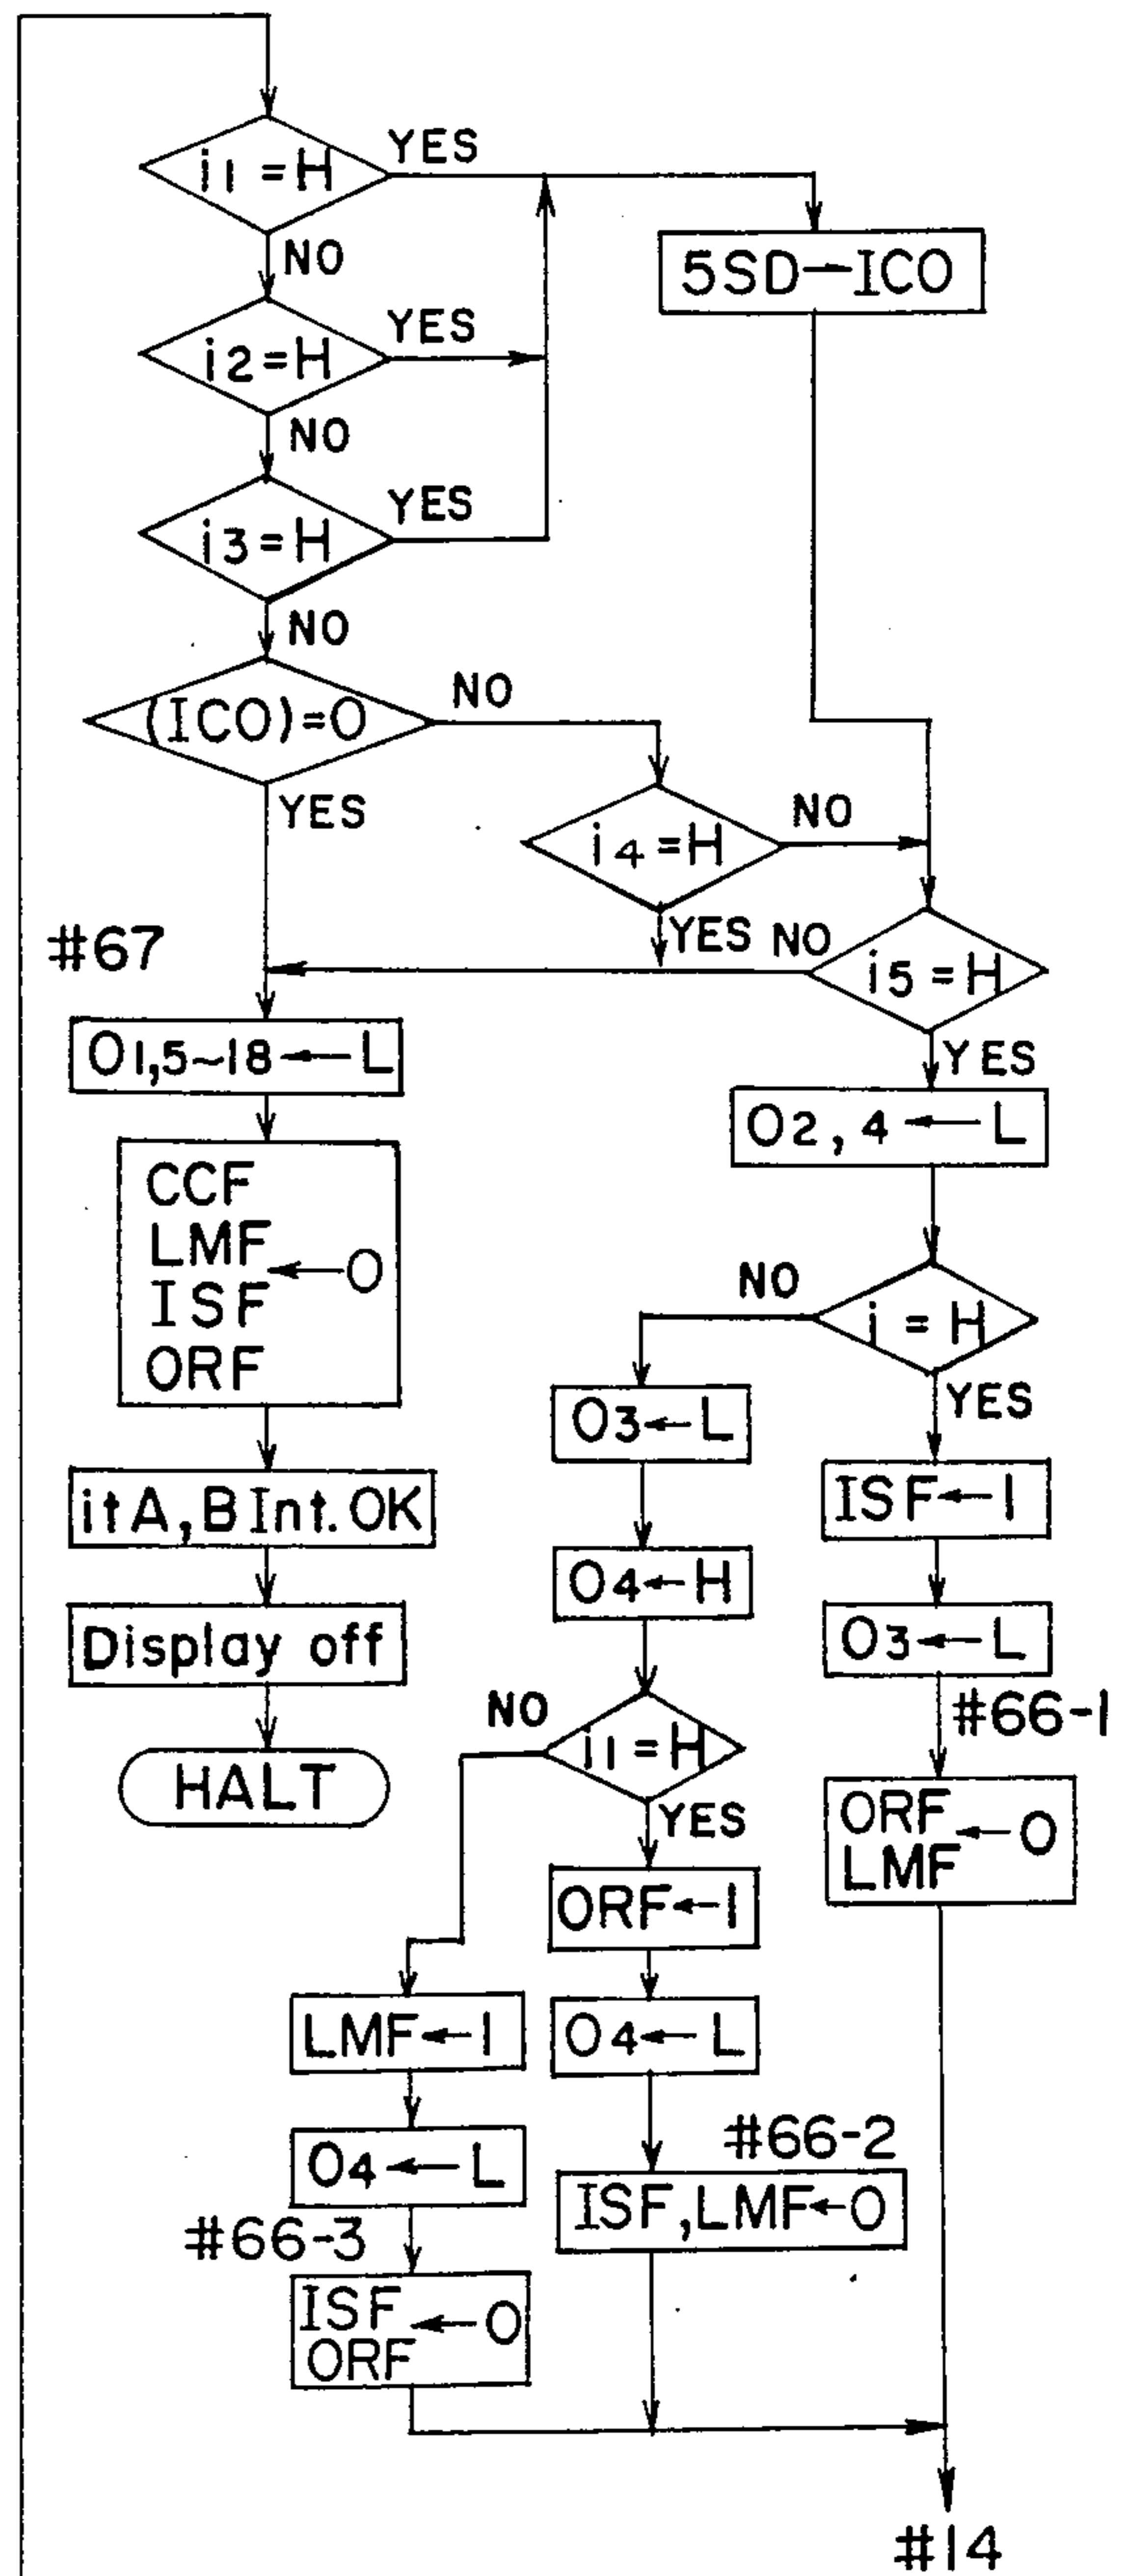 i1 = H
YES
NO
5SD—ICO
i2 = H
YES
NO
i3 = H
YES
NO
(ICO)=0
NO
YES
i4 = H
NO
YES
#67
i5 = H
NO
YES
O1,5~18 ← L
O2, 4 ← L
CCF
LMF
ISF
ORF
← 0
i = H
NO
YES
O3 ← L
ISF ← 1
itA, B Int. OK
O4 ← H
Display off
O3 ← L
#66-1
i1 = H
NO
YES
HALT
ORF
LMF
← 0
ORF ← 1
LMF ← 1
O4 ← L
O4 ← L
#66-2
ISF, LMF ← 0
#66-3
ISF
ORF
← 0
#14